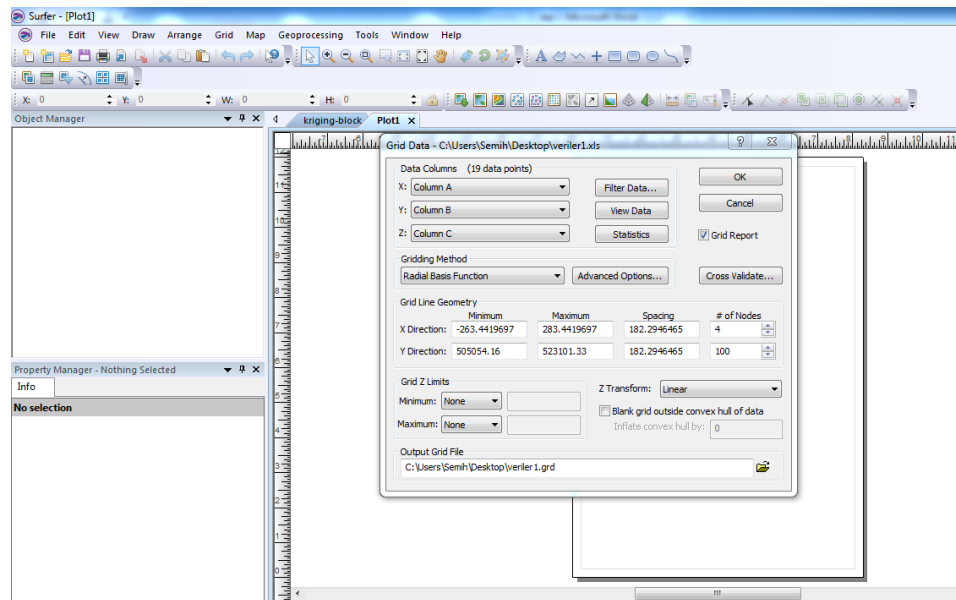 Surfer - [Plot1]
File Edit View Draw Arrange Grid Map Geoprocessing Tools Window Help
X: 0 Y: 0 W: 0 H: 0
Object Manager
kriging-block Plot1
Grid Data - C:\Users\Semih\Desktop\veriler1.xls
Data Columns (19 data points)
X: Column A
Filter Data...
OK
Y: Column B
View Data
Cancel
Z: Column C
Statistics
Grid Report
Gridding Method
Radial Basis Function
Advanced Options...
Cross Validate...
Grid Line Geometry
Minimum Maximum Spacing # of Nodes
X Direction: -263.4419697 283.4419697 182.2946465 4
Y Direction: 505054.16 523101.33 182.2946465 100
Grid Z Limits
Minimum: None
Maximum: None
Z Transform: Linear
Blank grid outside convex hull of data
Inflate convex hull by: 0
Output Grid File
C:\Users\Semih\Desktop\veriler1.grd
Property Manager - Nothing Selected
Info
No selection